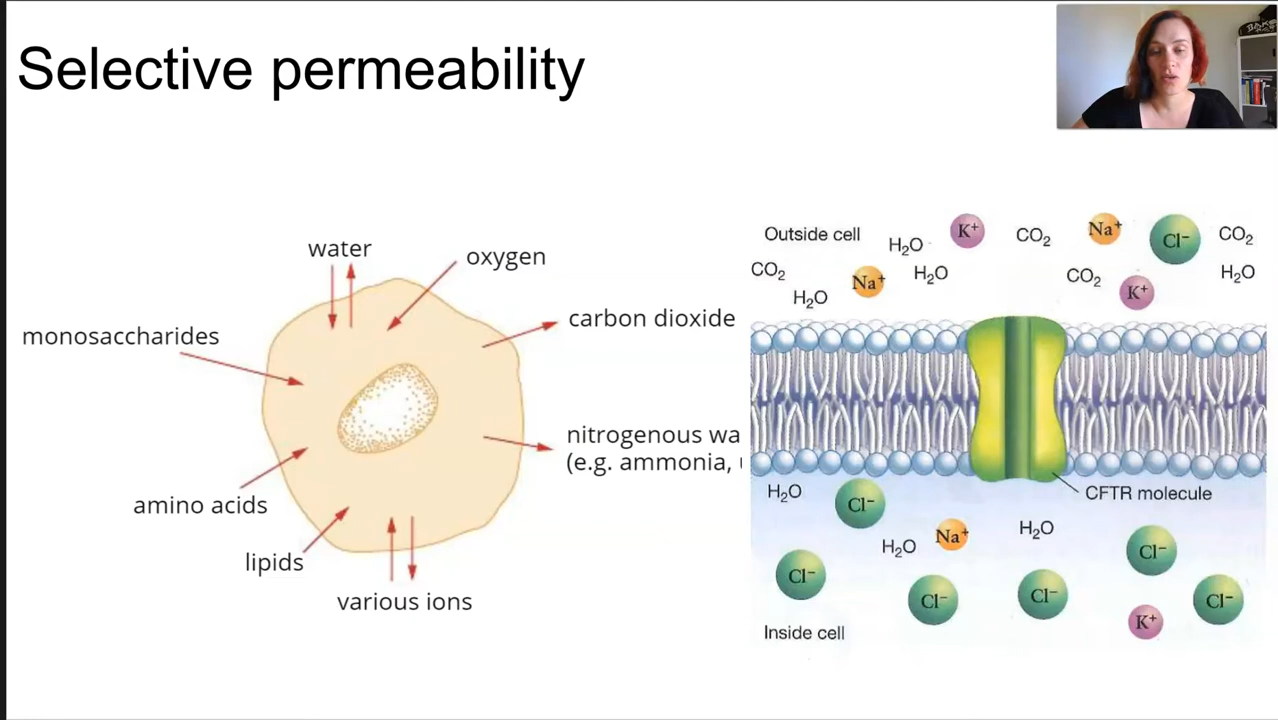 Selective permeability
water
oxygen
monosaccharides
carbon dioxide
nitrogenous
(e.g. ammonia,
amino acids
lipids
various ions
Outside cell
H₂O
K⁺
CO₂
Na⁺
Cl⁻
CO₂
CO₂
Na⁺
H₂O
CO₂
H₂O
H₂O
K⁺
CFTR molecule
H₂O
Cl⁻
H₂O
Na⁺
H₂O
Cl⁻
Cl⁻
Cl⁻
Cl⁻
Cl⁻
K⁺
Inside cell